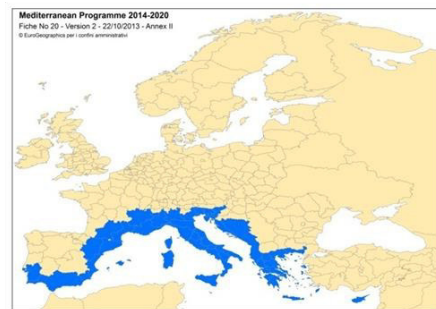 Mediterranean Programme 2014-2020
Fiche No 20 - Version 2 - 22/10/2013 - Annex II
© EuroGeographics per i confini amministrativi